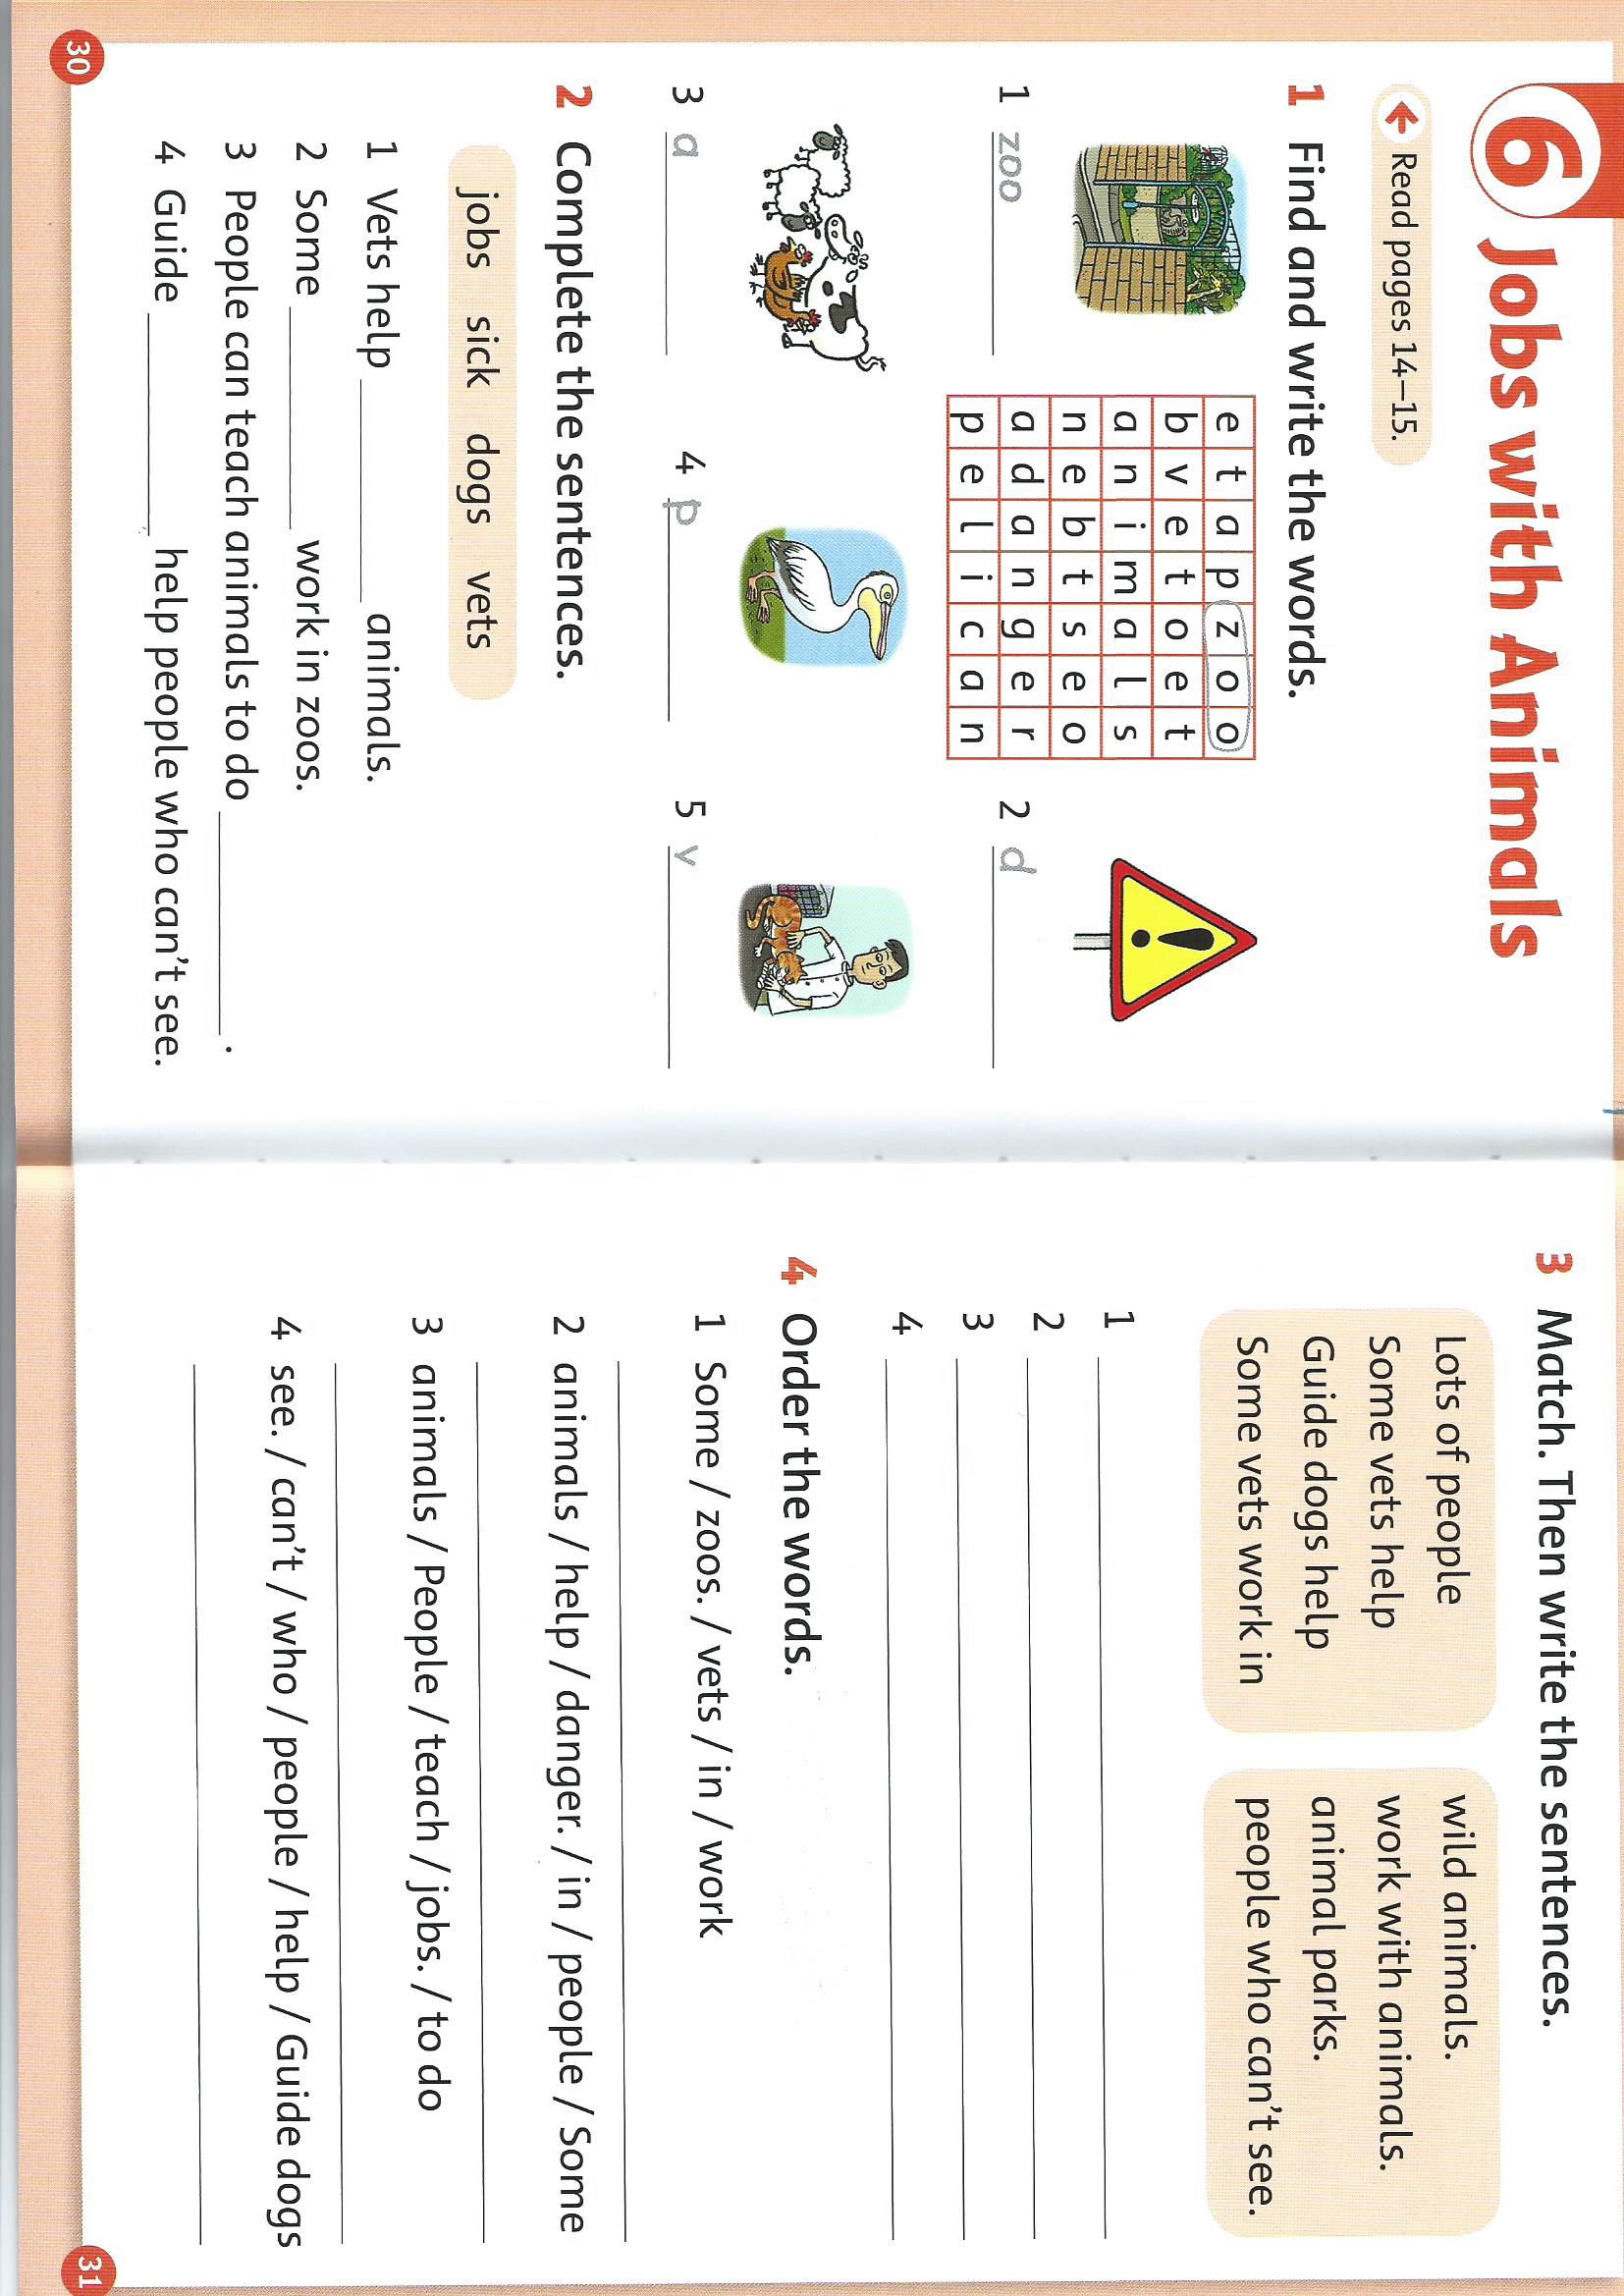 6 Jobs with Animals
Read pages 14–15.
1 Find and write the words.
e t a p z o o
b v e t o e t
a n i m a l s
n e b t s e o
a d a n g e r
p e l i c a n
1 zoo
2 d
3 a
4 p
5 v
2 Complete the sentences.
jobs sick dogs vets
1 Vets help ___ animals.
2 Some ___ work in zoos.
3 People can teach animals to do ___.
4 Guide ___ help people who can't see.
30
3 Match. Then write the sentences.
Lots of people
Some vets help
Guide dogs help
Some vets work in
wild animals.
work with animals.
animal parks.
people who can't see.
1
2
3
4
4 Order the words.
1 Some / zoos. / vets / in / work
2 animals / help / danger. / in / people / Some
3 animals / People / teach / jobs. / to do
4 see. / can't / who / people / help / Guide dogs
31